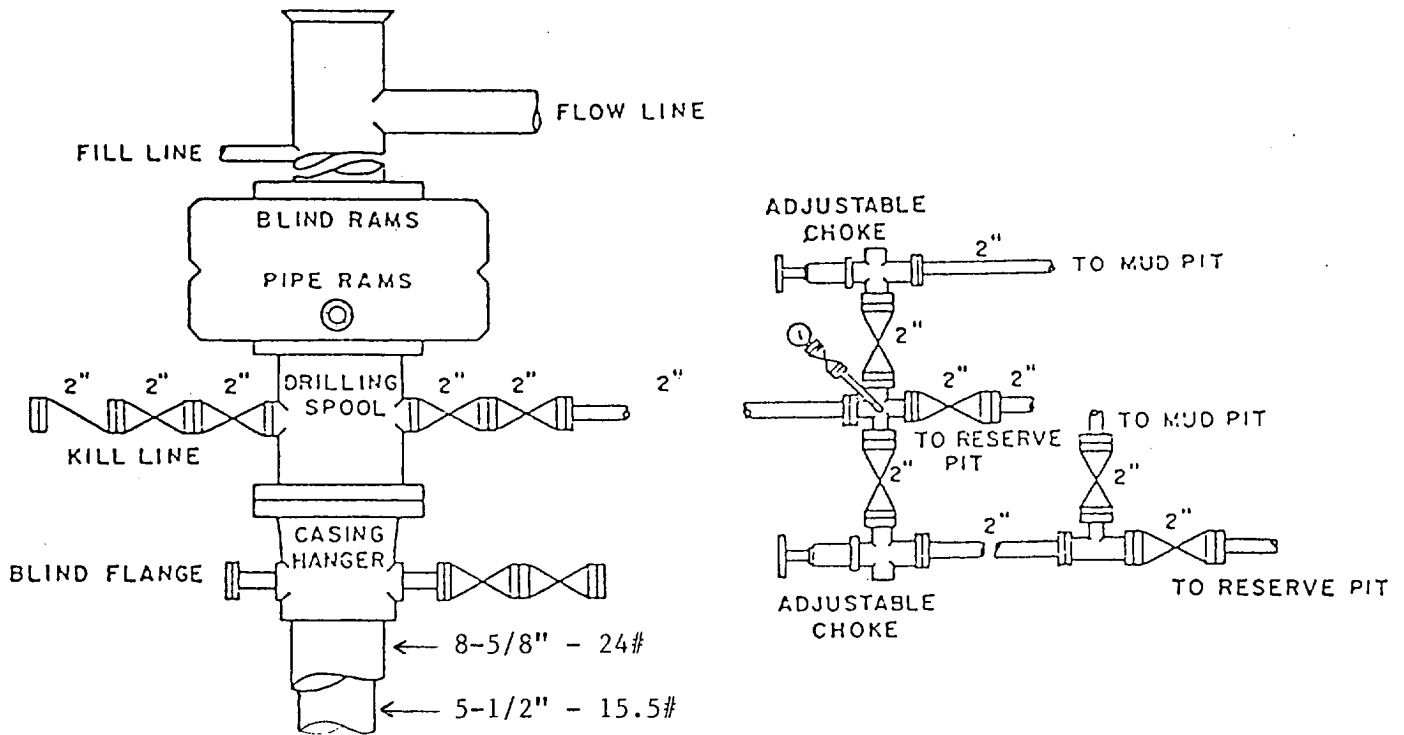 FLOW LINE
FILL LINE
BLIND RAMS
PIPE RAMS
2" 2" 2"
DRILLING
SPOOL
2" 2" 2"
KILL LINE
CASING
HANGER
BLIND FLANGE
8-5/8" - 24#
5-1/2" - 15.5#
ADJUSTABLE
CHOKE
2"
TO MUD PIT
2"
2" 2"
TO RESERVE
PIT
TO MUD PIT
2"
2"
2"
2"
TO RESERVE PIT
ADJUSTABLE
CHOKE